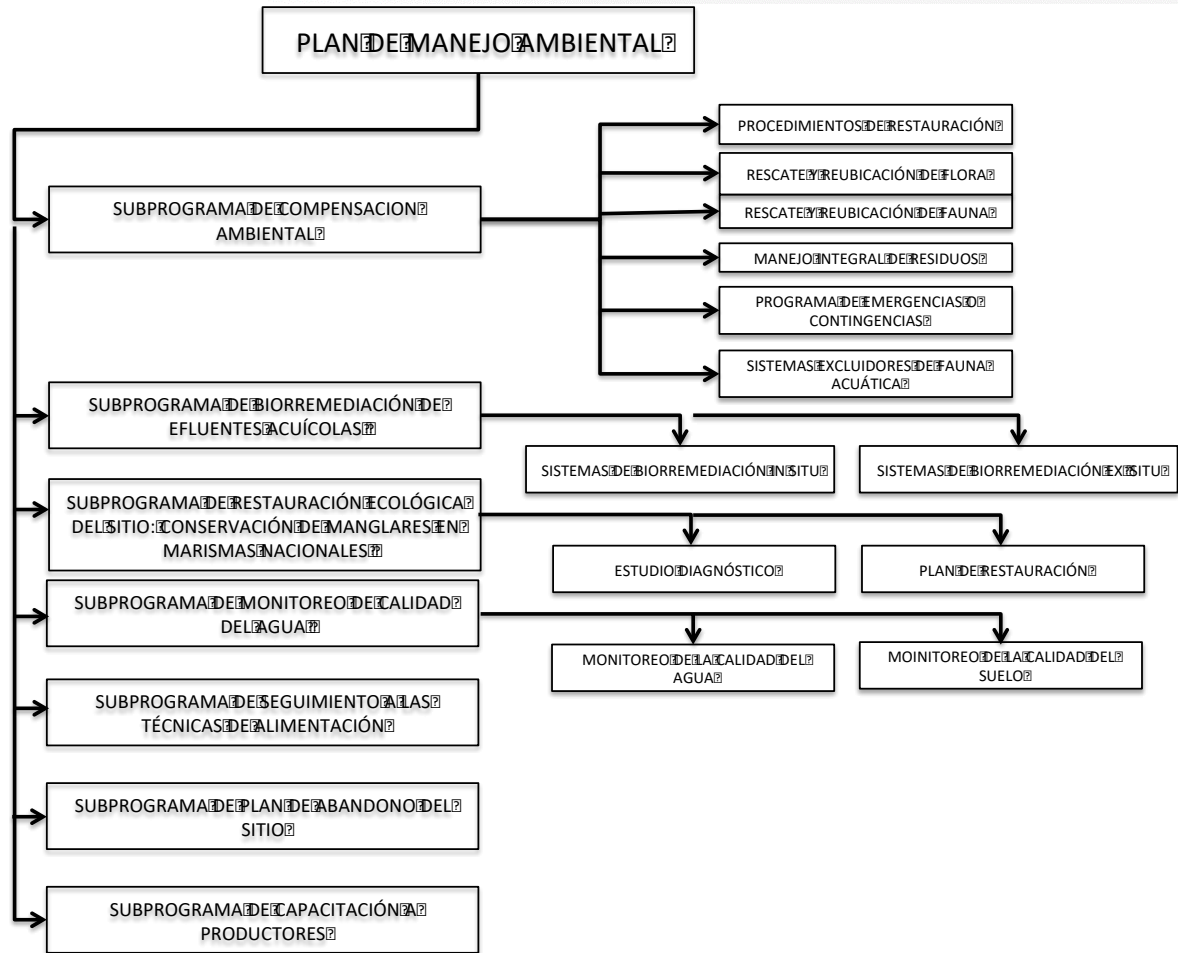 PLAN DE MANEJO AMBIENTAL
PROCEDIMIENTOS DE RESTAURACIÓN
RESCATE Y REUBICACIÓN DE FLORA
SUBPROGRAMA DE COMPENSACION
AMBIENTAL
RESCATE Y REUBICACIÓN DE FAUNA
MANEJO INTEGRAL DE RESIDUOS
PROGRAMA DE EMERGENCIAS O
CONTINGENCIAS
SISTEMAS EXCLUIDORES DE FAUNA
ACUÁTICA
SUBPROGRAMA DE BIORREMEDIACIÓN DE
EFLUENTES ACUÍCOLAS
SISTEMAS DE BIORREMEDIACIÓN IN SITU
SISTEMAS DE BIORREMEDIACIÓN EX SITU
SUBPROGRAMA DE RESTAURACIÓN ECOLÓGICA
DEL SITIO: CONSERVACIÓN DE MANGLARES EN
MARISMAS NACIONALES
ESTUDIO DIAGNÓSTICO
PLAN DE RESTAURACIÓN
SUBPROGRAMA DE MONITOREO DE CALIDAD
DEL AGUA
MONITOREO DE LA CALIDAD DEL
AGUA
MOINITOREO DE LA CALIDAD DEL
SUELO
SUBPROGRAMA DE SEGUIMIENTO A LAS
TÉCNICAS DE ALIMENTACIÓN
SUBPROGRAMA DE PLAN DE ABANDONO DEL
SITIO
SUBPROGRAMA DE CAPACITACIÓN A
PRODUCTORES